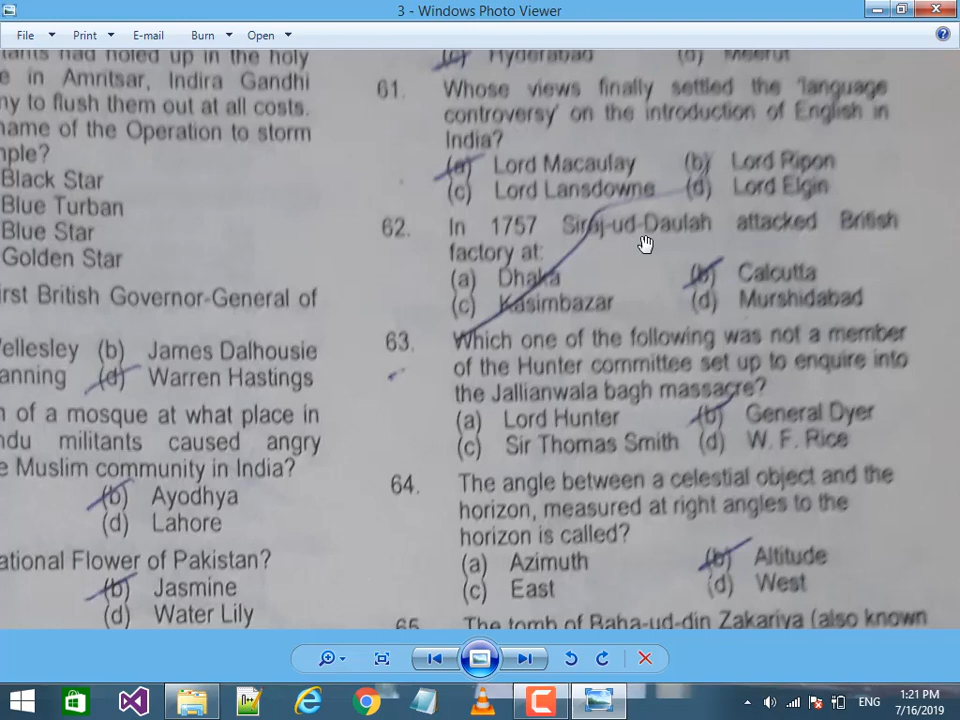 3 - Windows Photo Viewer
File Print E-mail Burn Open
had holed up in the holy
e in Amritsar, Indira Gandhi
ny to flush them out at all costs.
name of the Operation to storm
mple?
Black Star
Blue Turban
Blue Star
Golden Star
irst British Governor-General of
Wellesley (b) James Dalhousie
anning (d) Warren Hastings
n of a mosque at what place in
ndu militants caused angry
e Muslim community in India?
(b) Ayodhya
(d) Lahore
ational Flower of Pakistan?
(b) Jasmine
(d) Water Lily
(c) Hyderabad (d) Meerut
61. Whose views finally settled the 'language
controversy' on the introduction of English in
India?
(a) Lord Macaulay (b) Lord Ripon
(c) Lord Lansdowne (d) Lord Elgin
62. In 1757 Siraj-ud-Daulah attacked British
factory at:
(a) Dhaka (b) Calcutta
(c) Kasimbazar (d) Murshidabad
63. Which one of the following was not a member
of the Hunter committee set up to enquire into
the Jallianwala bagh massacre?
(a) Lord Hunter (b) General Dyer
(c) Sir Thomas Smith (d) W. F. Rice
64. The angle between a celestial object and the
horizon, measured at right angles to the
horizon is called?
(a) Azimuth (b) Altitude
(c) East (d) West
65. The tomb of Baha-ud-din Zakariya (also known
ENG
1:21 PM
7/16/2019